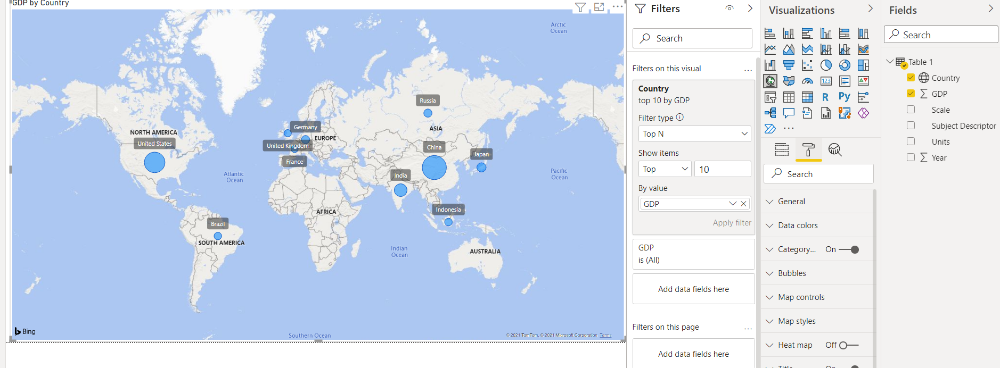 GDP by Country
Arctic
Ocean
Russia
Germany
NORTH AMERICA
ASIA
EUROPE
United States
United Kingdom
China
Japan
France
Atlantic
Ocean
India
Pacific
Ocean
Indonesia
AFRICA
Brazil
SOUTH AMERICA
Indian
Ocean
AUSTRALIA
Bing
Southern Ocean
© 2021 TomTom, © 2021 Microsoft Corporation Terms
Filters
Search
Filters on this visual
...
Country
top 10 by GDP
Filter type
Top N
Show items
Top
10
By value
GDP
Apply filter
GDP
is (All)
Add data fields here
Filters on this page
...
Add data fields here
Visualizations
123
R
Py
...
Search
General
Data colors
Category... On
Bubbles
Map controls
Map styles
Heat map Off
Fields
Search
Table 1
Country
GDP
Scale
Subject Descriptor
Units
Year